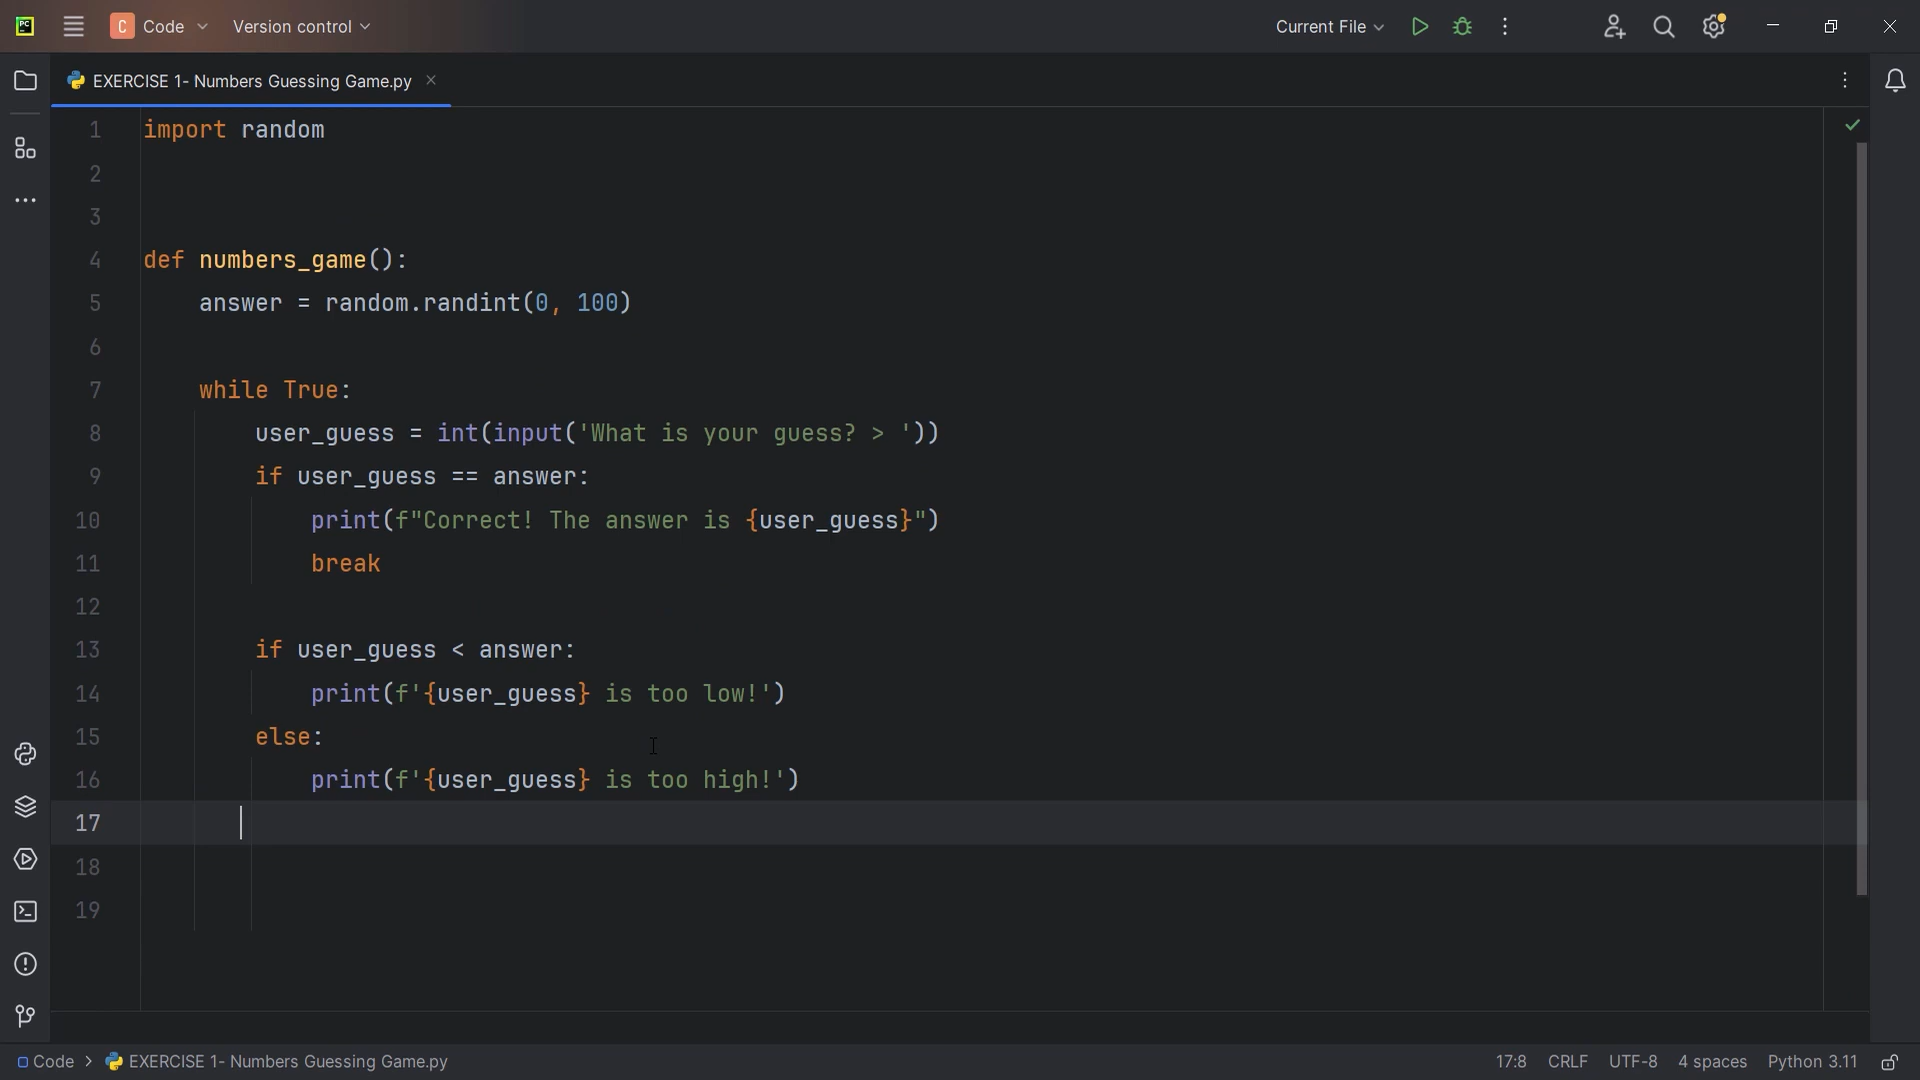 PC
C Code Version control Current File
EXERCISE 1- Numbers Guessing Game.py
1 import random
2
3
4 def numbers_game():
5     answer = random.randint(0, 100)
6
7     while True:
8         user_guess = int(input('What is your guess? > '))
9         if user_guess == answer:
10             print(f"Correct! The answer is {user_guess}")
11             break
12
13         if user_guess < answer:
14             print(f'{user_guess} is too low!')
15         else:
16             print(f'{user_guess} is too high!')
17
18
19
Code > EXERCISE 1- Numbers Guessing Game.py 17:8 CRLF UTF-8 4 spaces Python 3.11